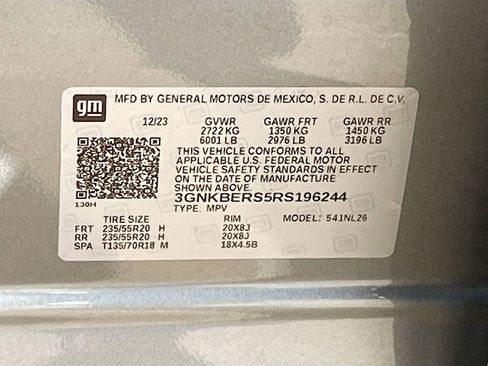 gm MFD BY GENERAL MOTORS DE MEXICO, S. DE R.L. DE C.V.
12/23 GVWR GAWR FRT GAWR RR
2722 KG 1350 KG 1450 KG
6001 LB 2976 LB 3196 LB
THIS VEHICLE CONFORMS TO ALL
APPLICABLE U.S. FEDERAL MOTOR
VEHICLE SAFETY STANDARDS IN EFFECT
ON THE DATE OF MANUFACTURE
SHOWN ABOVE.
130H 3GNKBERS5RS196244
TYPE: MPV MODEL: 541NL26
TIRE SIZE RIM
FRT 235/55R20 H 20X8J
RR 235/55R20 H 20X8J
SPA T135/70R18 M 18X4.5B